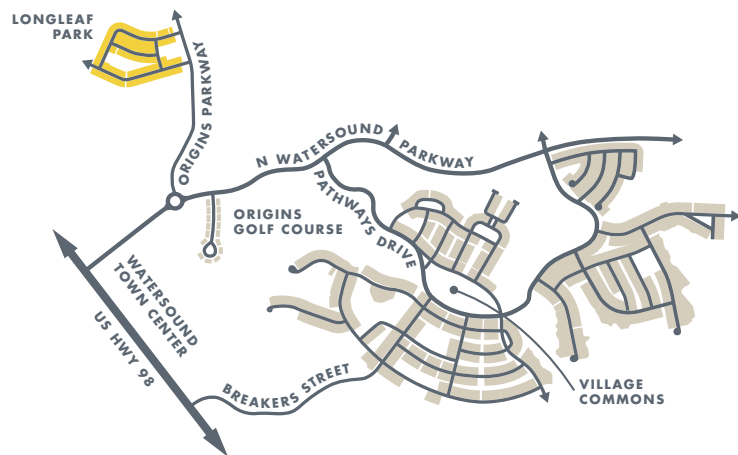 LONGLEAF
PARK
ORIGINS PARKWAY
N WATERSOUND PARKWAY
PATHWAYS DRIVE
ORIGINS
GOLF COURSE
WATERSOUND
TOWN CENTER
US HWY 98
BREAKERS STREET
VILLAGE
COMMONS